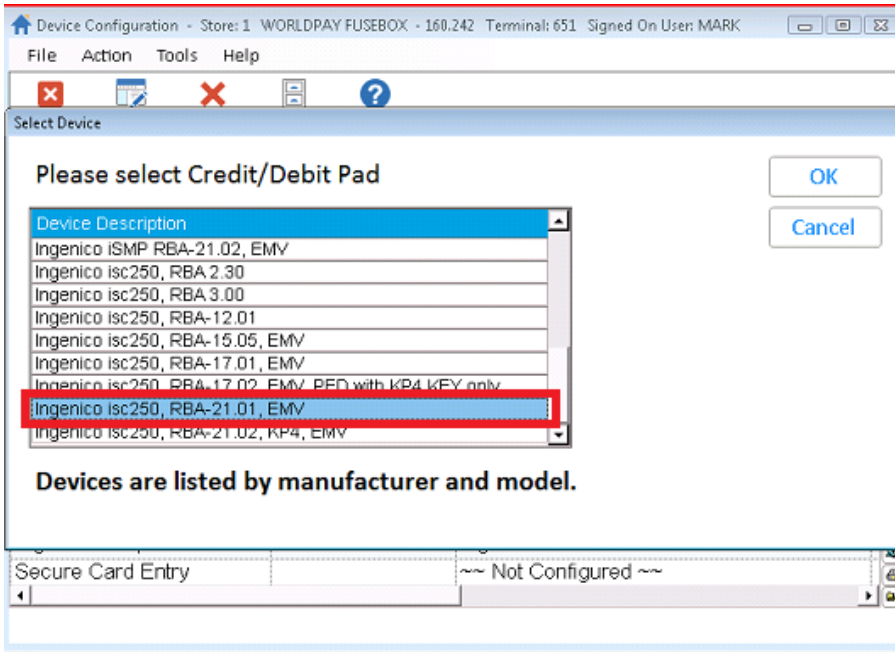 Device Configuration - Store: 1 WORLDPAY FUSEBOX - 160.242 Terminal: 651 Signed On User: MARK
File Action Tools Help
Select Device
Please select Credit/Debit Pad
OK
Cancel
Device Description
Ingenico iSMP RBA-21.02, EMV
Ingenico isc250, RBA 2.30
Ingenico isc250, RBA 3.00
Ingenico isc250, RBA-12.01
Ingenico isc250, RBA-15.05, EMV
Ingenico isc250, RBA-17.01, EMV
Ingenico isc250, RBA-17.02, EMV, PED with KP4 KEY only
Ingenico isc250, RBA-21.01, EMV
Ingenico isc250, RBA-21.02, KP4, EMV
Devices are listed by manufacturer and model.
Secure Card Entry ~~ Not Configured ~~